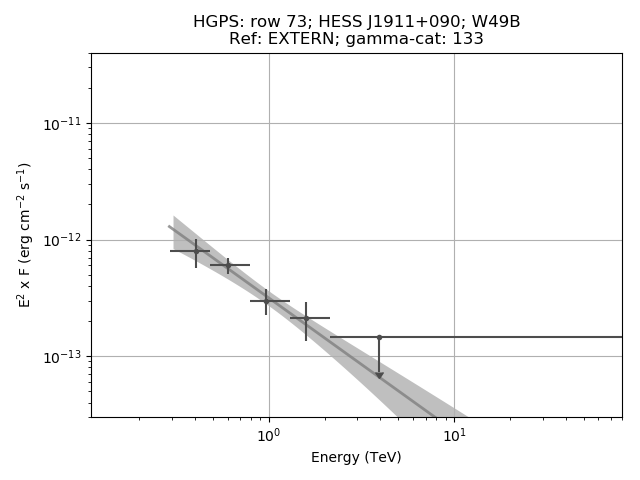 HGPS: row 73; HESS J1911+090; W49B
Ref: EXTERN; gamma-cat: 133
10⁻¹¹
10⁻¹²
10⁻¹³
E² x F (erg cm⁻² s⁻¹)
10⁰ 10¹
Energy (TeV)